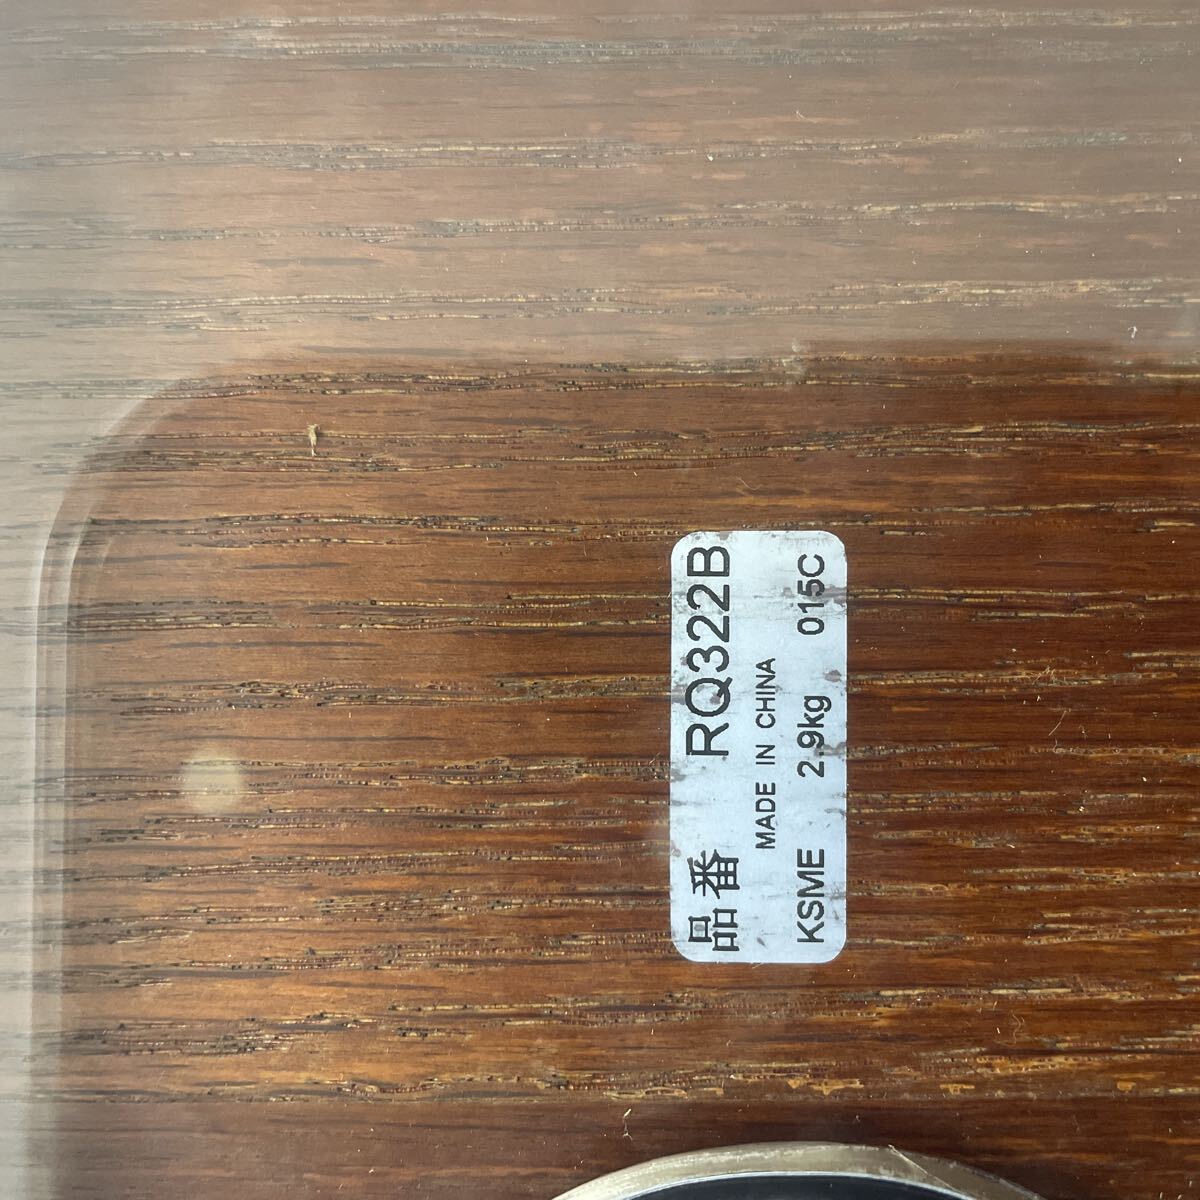 品番 RQ322B
MADE IN CHINA
KSME 2.9kg 015C